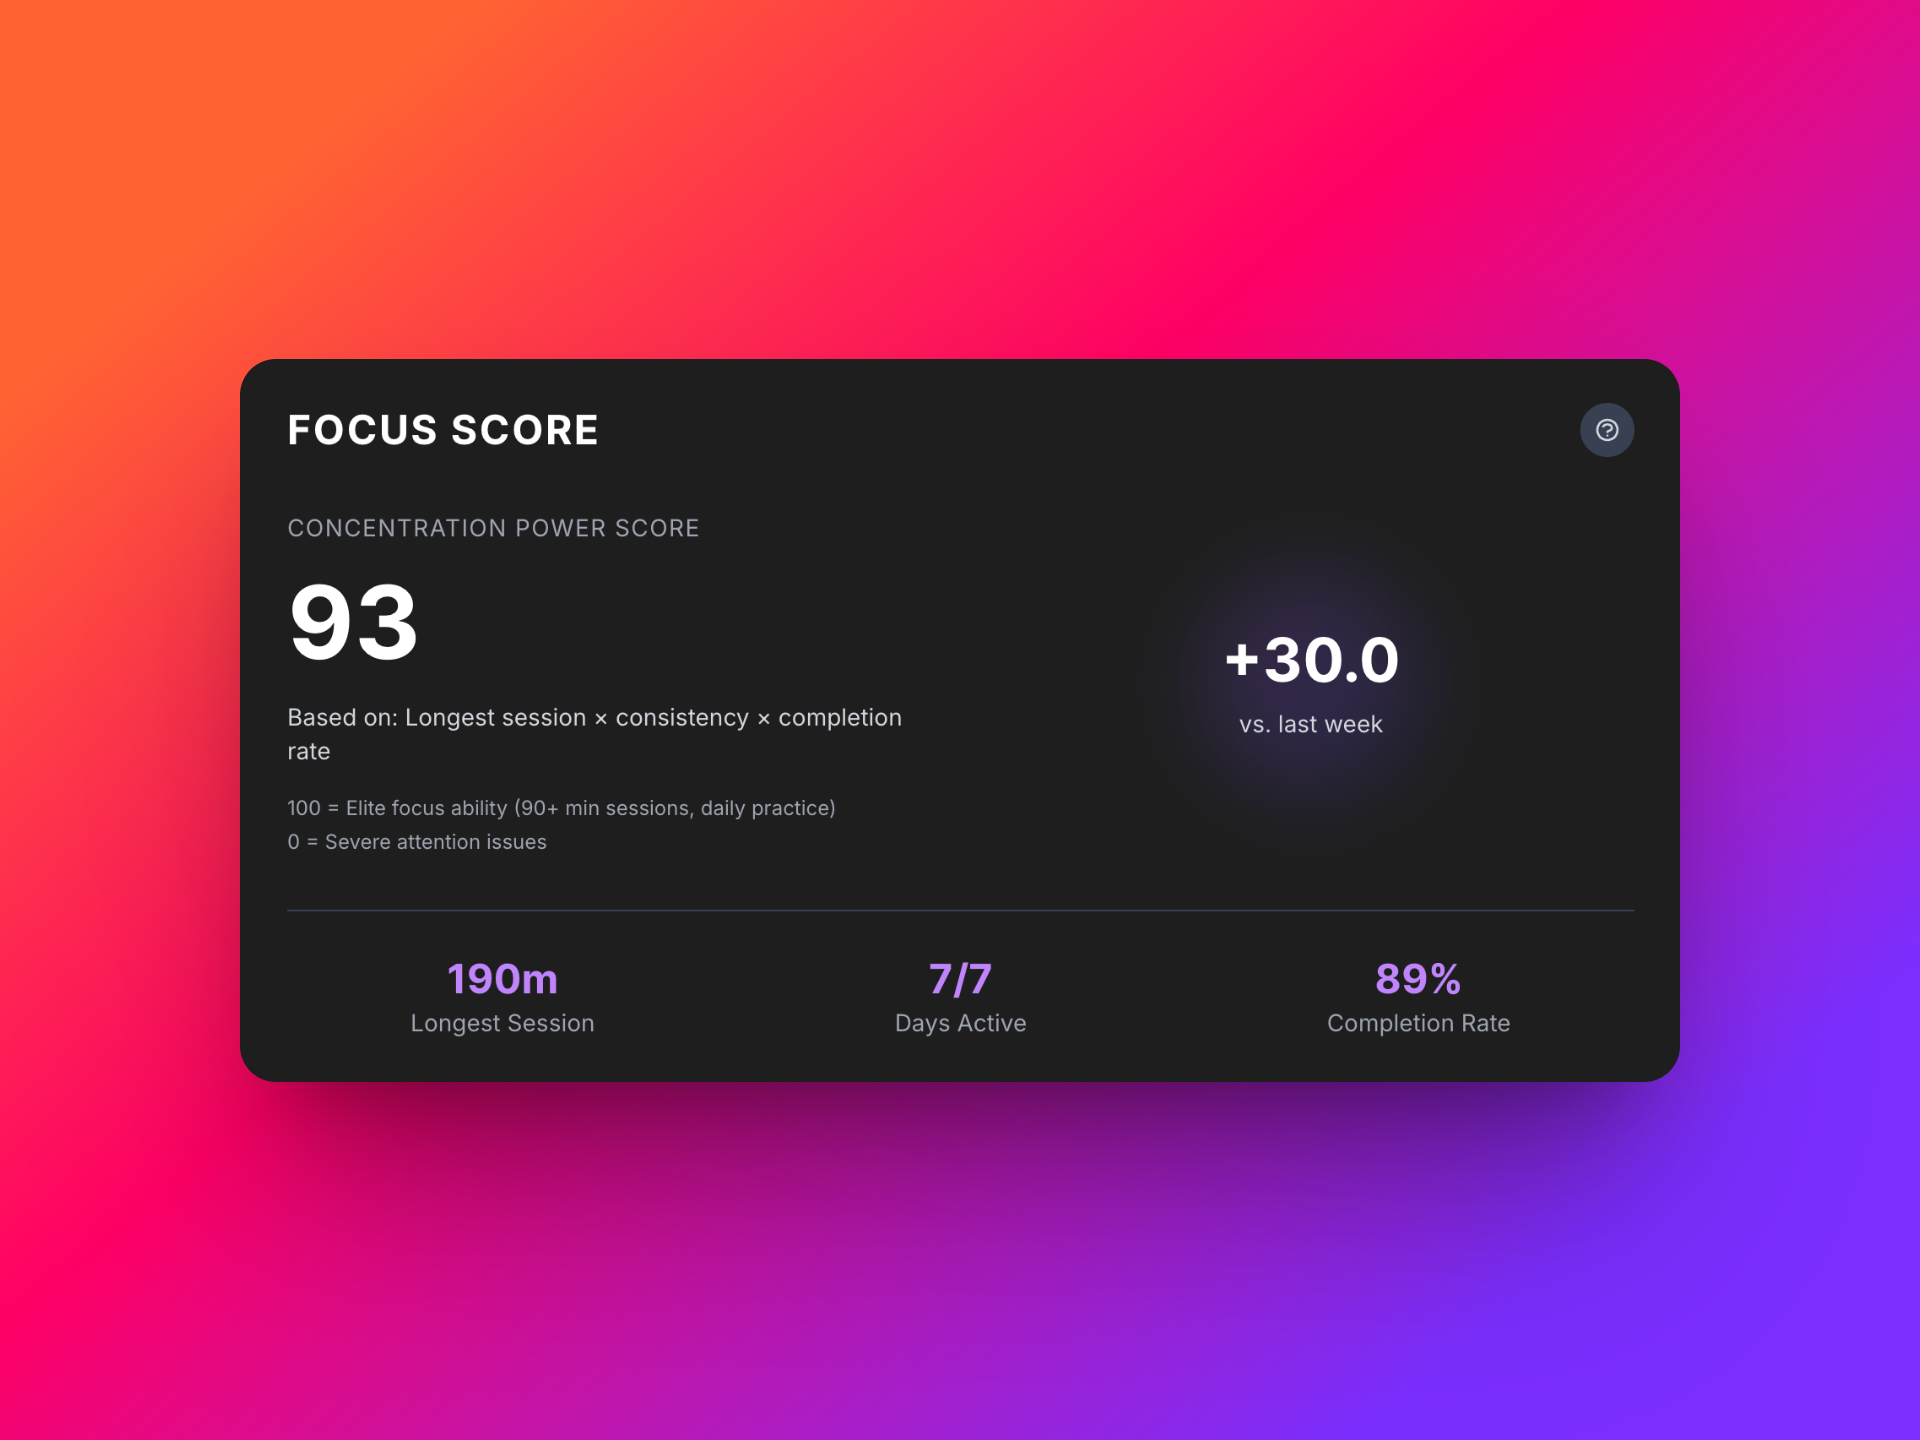 FOCUS SCORE
CONCENTRATION POWER SCORE
93
Based on: Longest session × consistency × completion
rate
100 = Elite focus ability (90+ min sessions, daily practice)
0 = Severe attention issues
+30.0
vs. last week
190m
Longest Session
7/7
Days Active
89%
Completion Rate